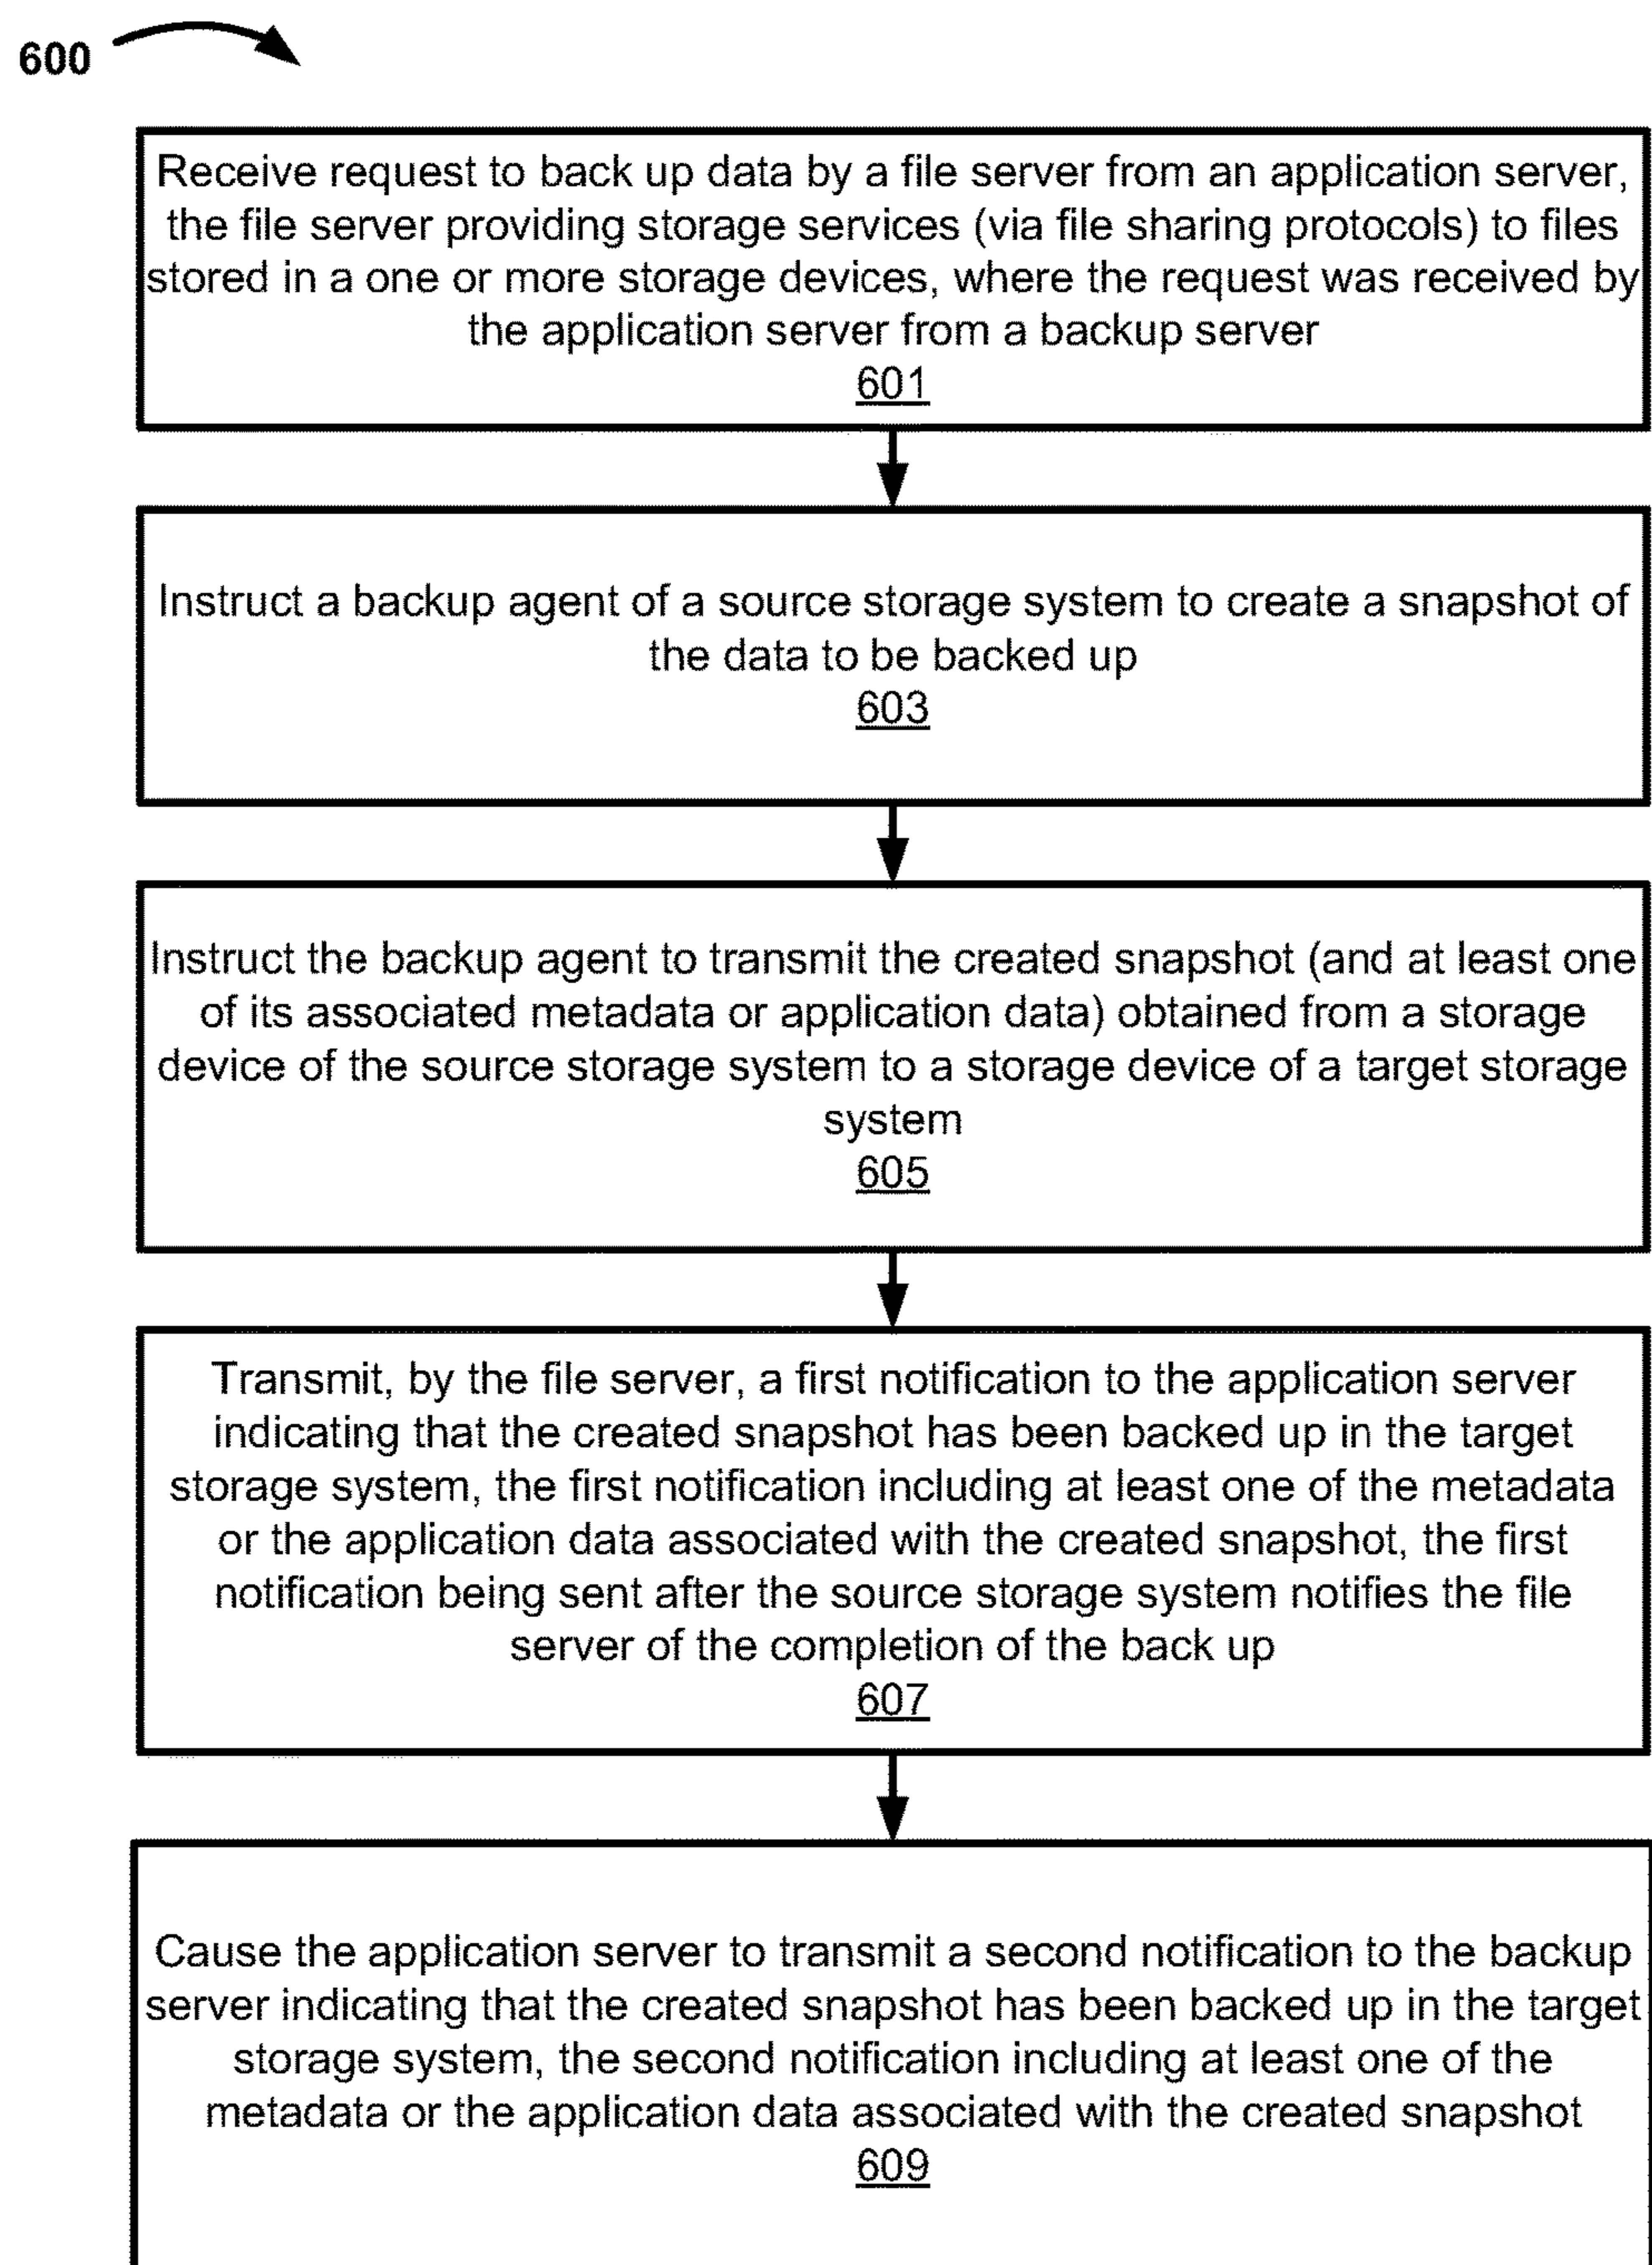 600
Receive request to back up data by a file server from an application server,
the file server providing storage services (via file sharing protocols) to files
stored in a one or more storage devices, where the request was received by
the application server from a backup server
601
Instruct a backup agent of a source storage system to create a snapshot of
the data to be backed up
603
Instruct the backup agent to transmit the created snapshot (and at least one
of its associated metadata or application data) obtained from a storage
device of the source storage system to a storage device of a target storage
system
605
Transmit, by the file server, a first notification to the application server
indicating that the created snapshot has been backed up in the target
storage system, the first notification including at least one of the metadata
or the application data associated with the created snapshot, the first
notification being sent after the source storage system notifies the file
server of the completion of the back up
607
Cause the application server to transmit a second notification to the backup
server indicating that the created snapshot has been backed up in the target
storage system, the second notification including at least one of the
metadata or the application data associated with the created snapshot
609